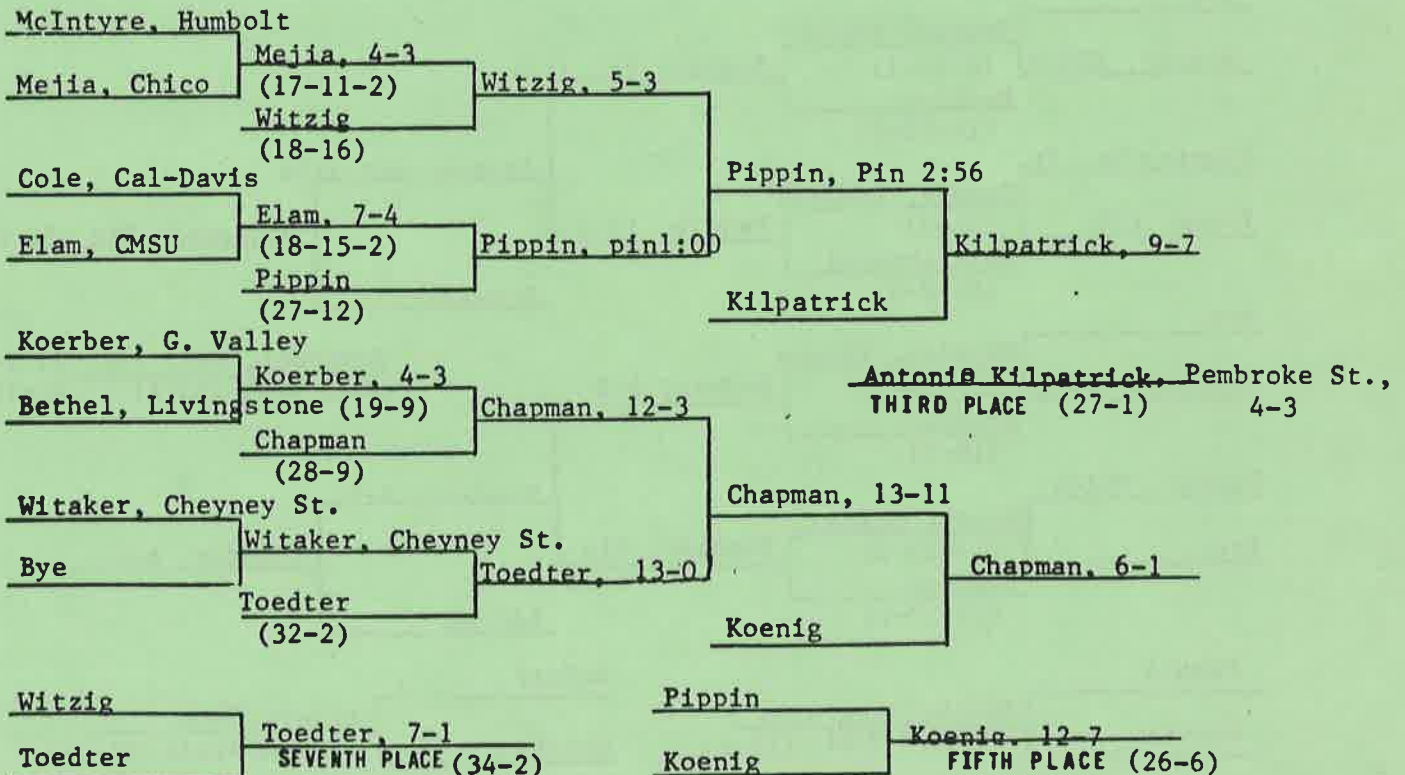 McIntyre, Humbolt
Mejia, 4-3
Mejia, Chico
(17-11-2)
Witzig, 5-3
Witzig
(18-16)
Cole, Cal-Davis
Pippin, Pin 2:56
Elam, 7-4
Elam, CMSU
(18-15-2)
Pippin, pin1:00
Kilpatrick, 9-7
Pippin
(27-12)
Kilpatrick
Koerber, G. Valley
Koerber, 4-3
Antonio Kilpatrick, Pembroke St.,
Bethel, Livingstone (19-9)
Chapman, 12-3
THIRD PLACE (27-1) 4-3
Chapman
(28-9)
Witaker, Cheyney St.
Chapman, 13-11
Witaker, Cheyney St.
Bye
Toedter, 13-0
Chapman, 6-1
Toedter
(32-2)
Koenig
Witzig
Toedter, 7-1
Toedter
SEVENTH PLACE (34-2)
Pippin
Koenig, 12-7
Koenig
FIFTH PLACE (26-6)